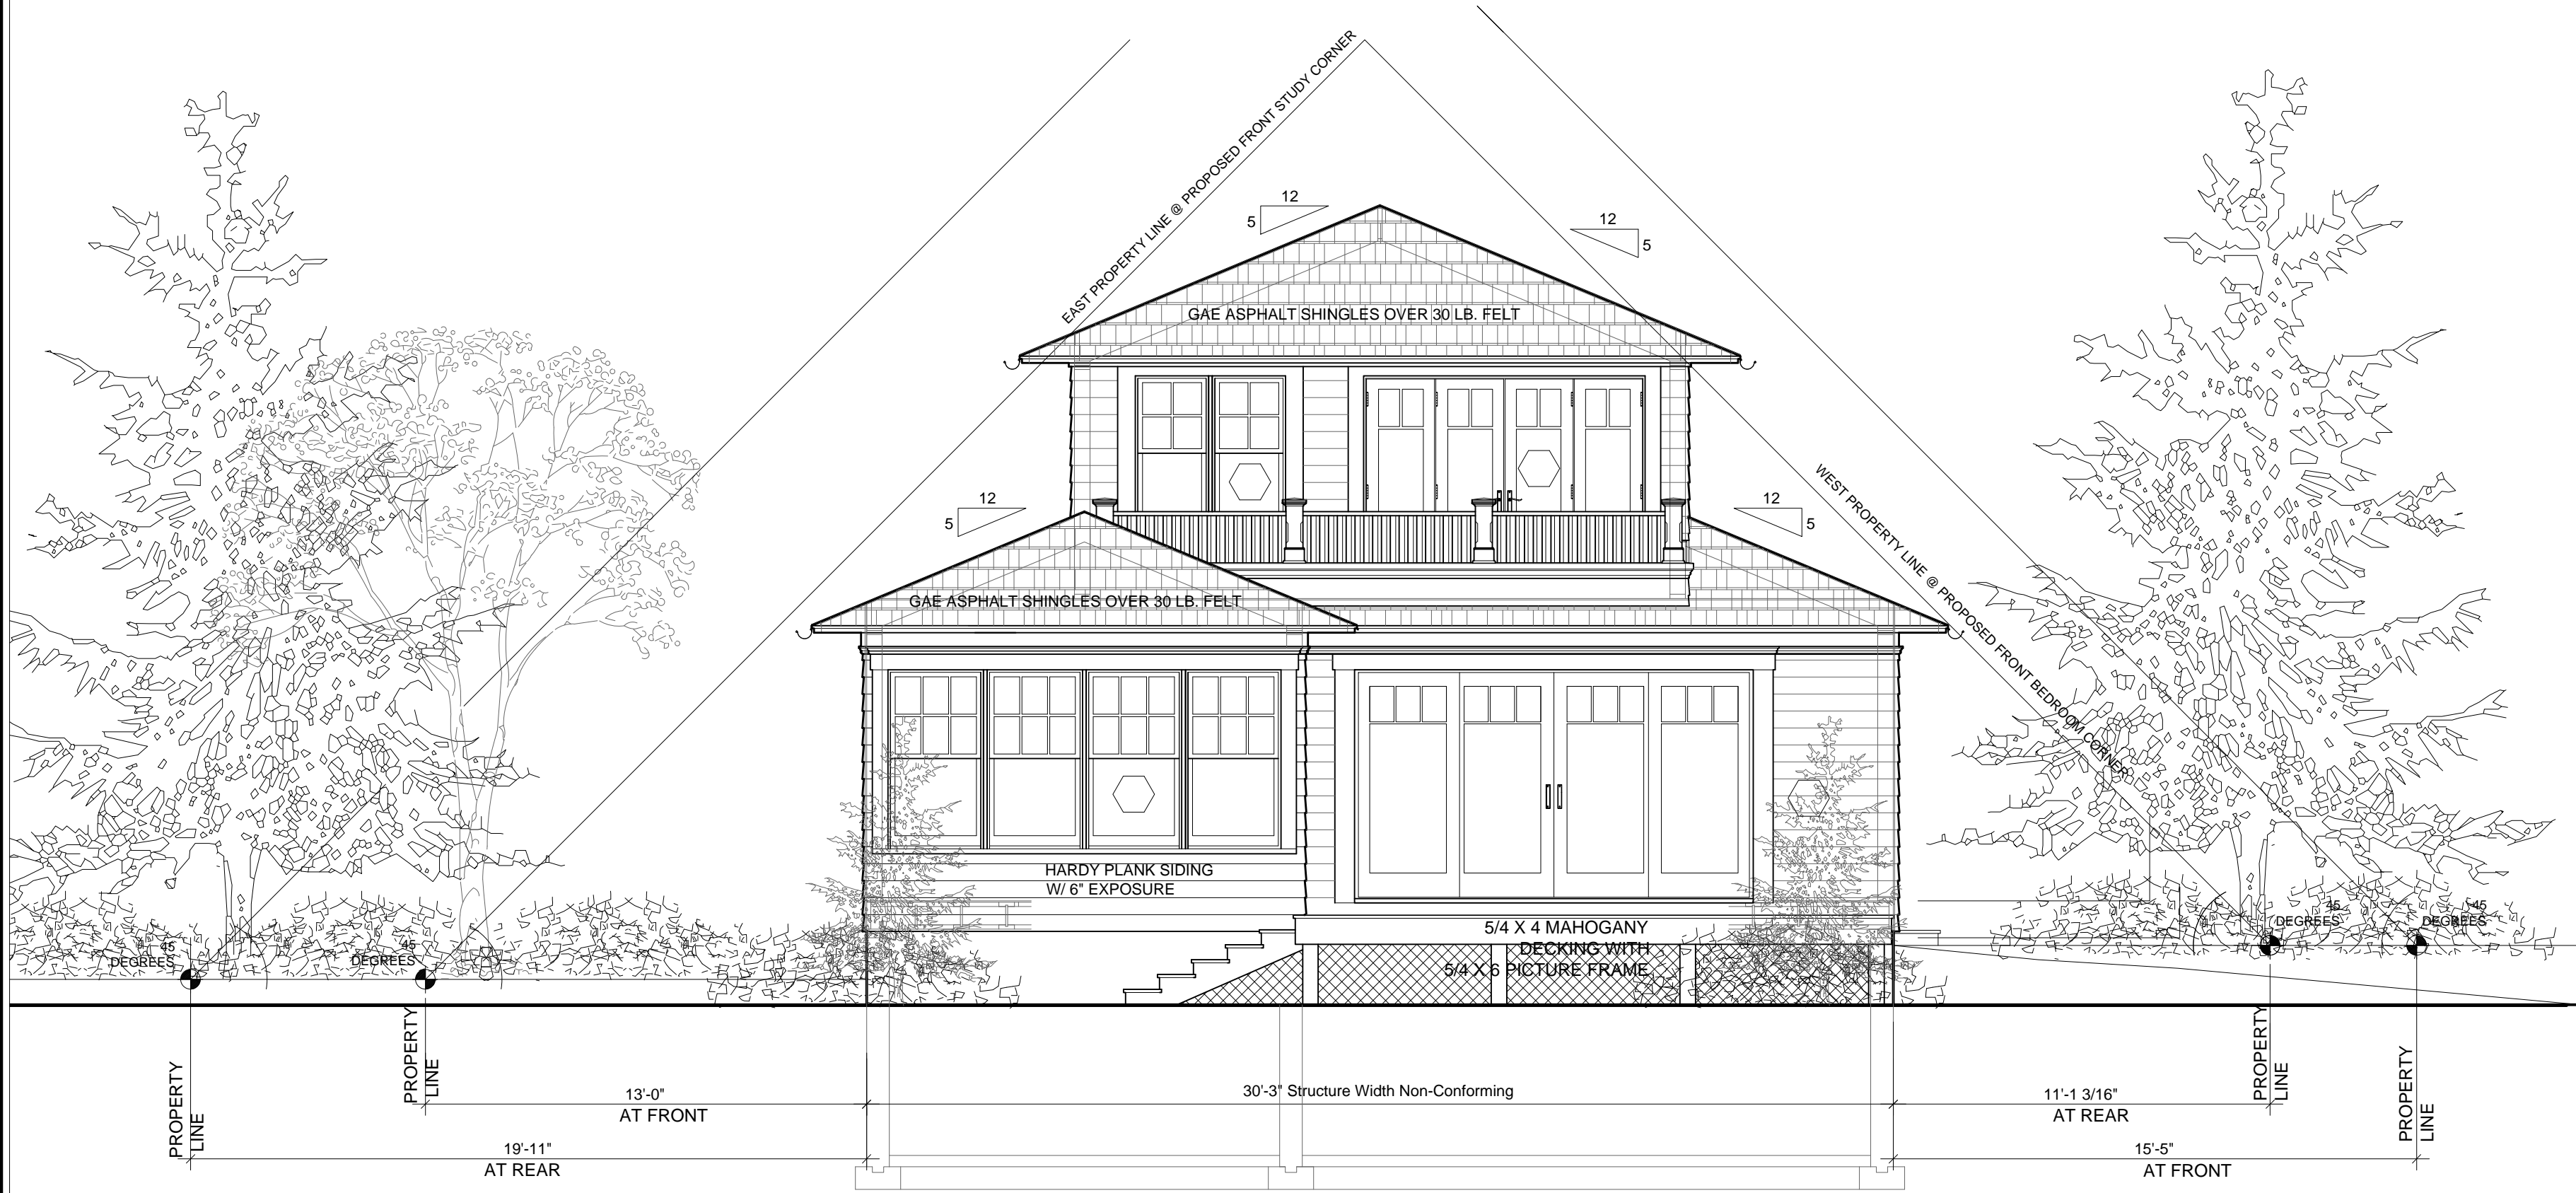 EAST PROPERTY LINE @ PROPOSED FRONT STUDY CORNER
12
5
12
5
GAE ASPHALT SHINGLES OVER 30 LB. FELT
12
5
12
5
WEST PROPERTY LINE @ PROPOSED FRONT BEDROOM CORNER
GAE ASPHALT SHINGLES OVER 30 LB. FELT
HARDY PLANK SIDING
W/ 6" EXPOSURE
5/4 X 4 MAHOGANY
DECKING WITH
5/4 X 6 PICTURE FRAME
45
DEGREES
45
DEGREES
45
DEGREES
45
DEGREES
PROPERTY
LINE
PROPERTY
LINE
PROPERTY
LINE
PROPERTY
LINE
13'-0"
AT FRONT
30'-3" Structure Width Non-Conforming
11'-1 3/16"
AT REAR
19'-11"
AT REAR
15'-5"
AT FRONT